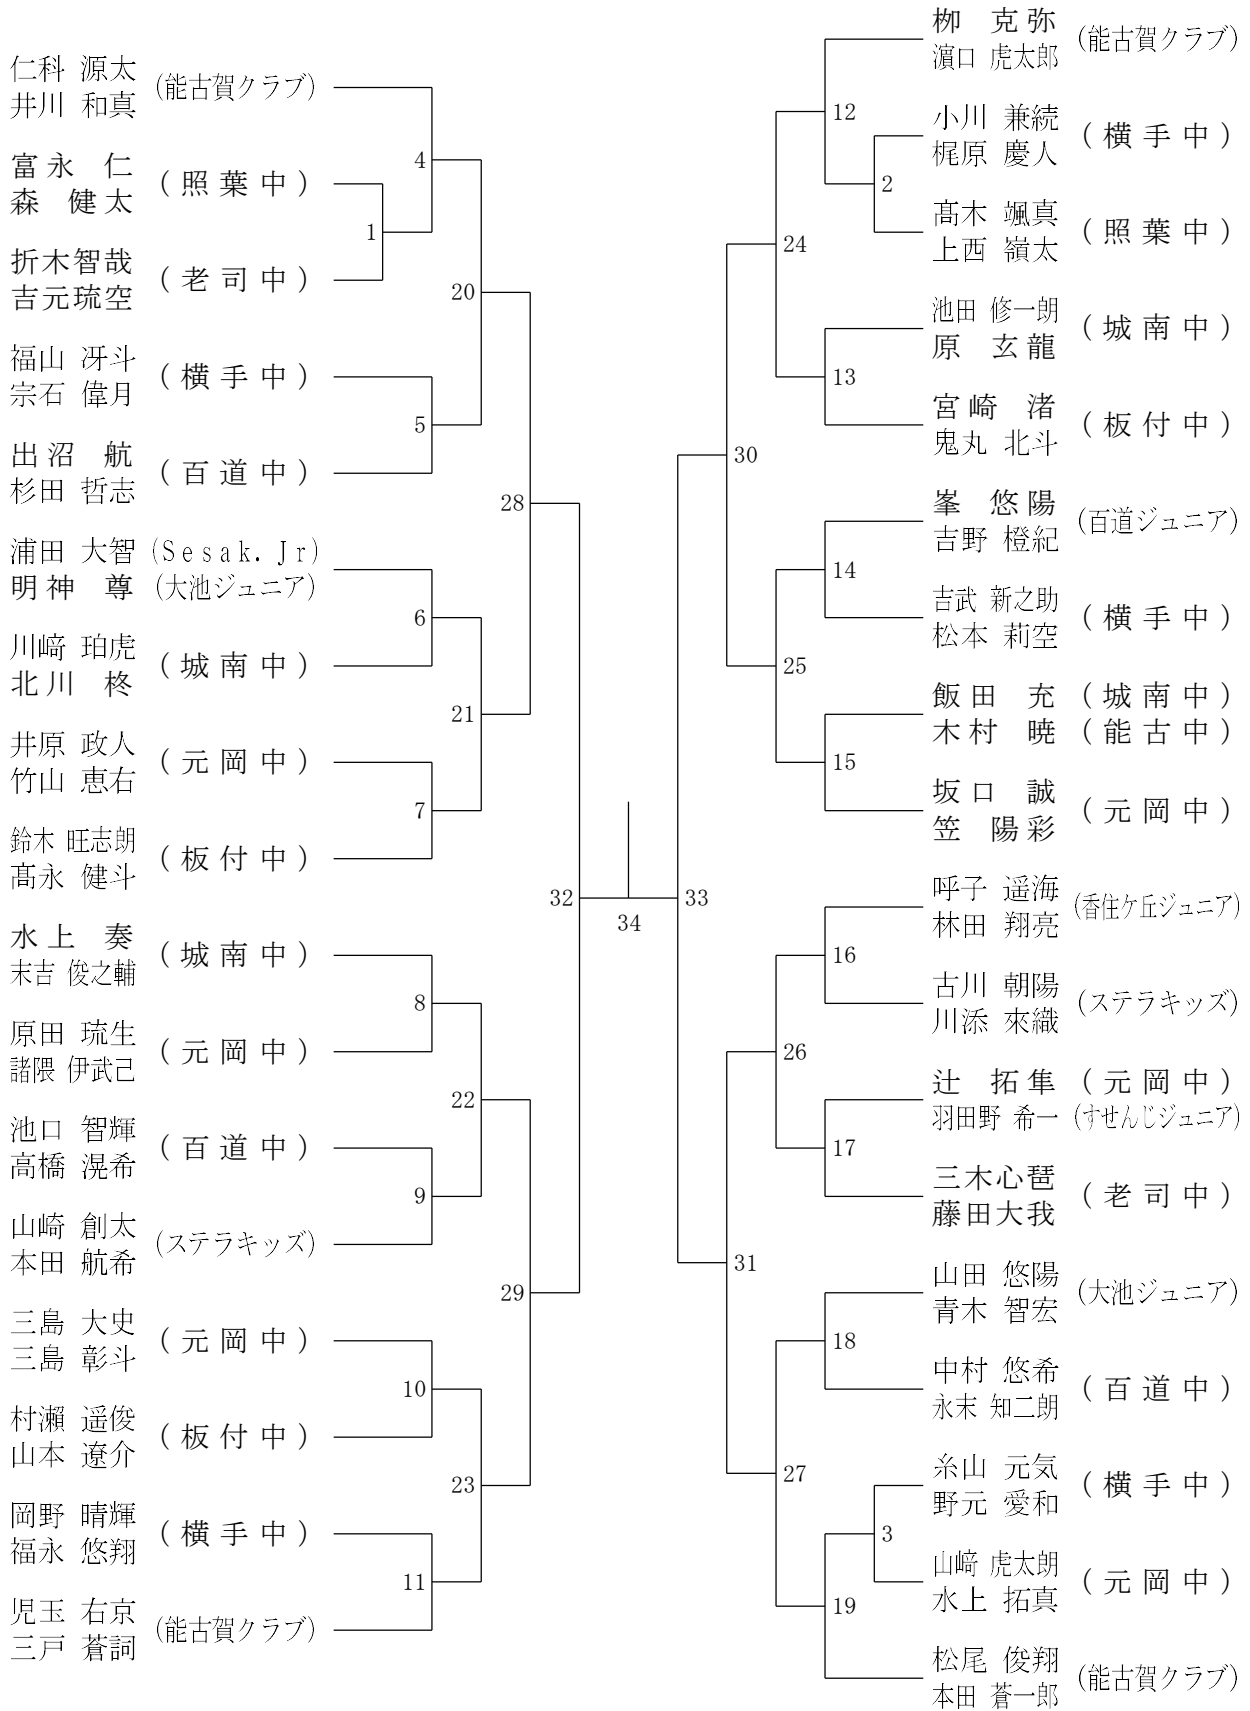 仁科 源太 (能古賀クラブ)
井川 和真
富永 仁 (照葉中)
森 健太
折木智哉 (老司中)
吉元琉空
福山 冴斗 (横手中)
宗石 偉月
出沼 航 (百道中)
杉田 哲志
浦田 大智 (Sesak.Jr)
明神 尊 (大池ジュニア)
川﨑 珀虎 (城南中)
北川 柊
井原 政人 (元岡中)
竹山 恵右
鈴木 旺志朗 (板付中)
髙永 健斗
水上 奏 (城南中)
末吉 俊之輔
原田 琉生 (元岡中)
諸隈 伊武己
池口 智輝 (百道中)
高橋 滉希
山崎 創太 (ステラキッズ)
本田 航希
三島 大史 (元岡中)
三島 彰斗
村瀬 遥俊 (板付中)
山本 遼介
岡野 晴輝 (横手中)
福永 悠翔
児玉 右京 (能古賀クラブ)
三戸 蒼詞
1
4
5
6
7
8
9
10
11
20
21
22
23
28
29
32
34
33
30
31
24
25
26
27
12
13
14
15
16
17
18
19
2
3
栁 克弥 (能古賀クラブ)
濵口 虎太郎
小川 兼続 (横手中)
梶原 慶人
髙木 颯真 (照葉中)
上西 嶺太
池田 修一朗 (城南中)
原 玄龍
宮崎 渚 (板付中)
鬼丸 北斗
峯 悠陽 (百道ジュニア)
吉野 橙紀
吉武 新之助 (横手中)
松本 莉空
飯田 充 (城南中)
木村 暁 (能古中)
坂口 誠 (元岡中)
笠 陽彩
呼子 遥海 (香住ケ丘ジュニア)
林田 翔亮
古川 朝陽 (ステラキッズ)
川添 來織
辻 拓隼 (元岡中)
羽田野 希一 (すせんじジュニア)
三木心琶 (老司中)
藤田大我
山田 悠陽 (大池ジュニア)
青木 智宏
中村 悠希 (百道中)
永末 知二朗
糸山 元気 (横手中)
野元 愛和
山﨑 虎太朗 (元岡中)
水上 拓真
松尾 俊翔 (能古賀クラブ)
本田 蒼一郎